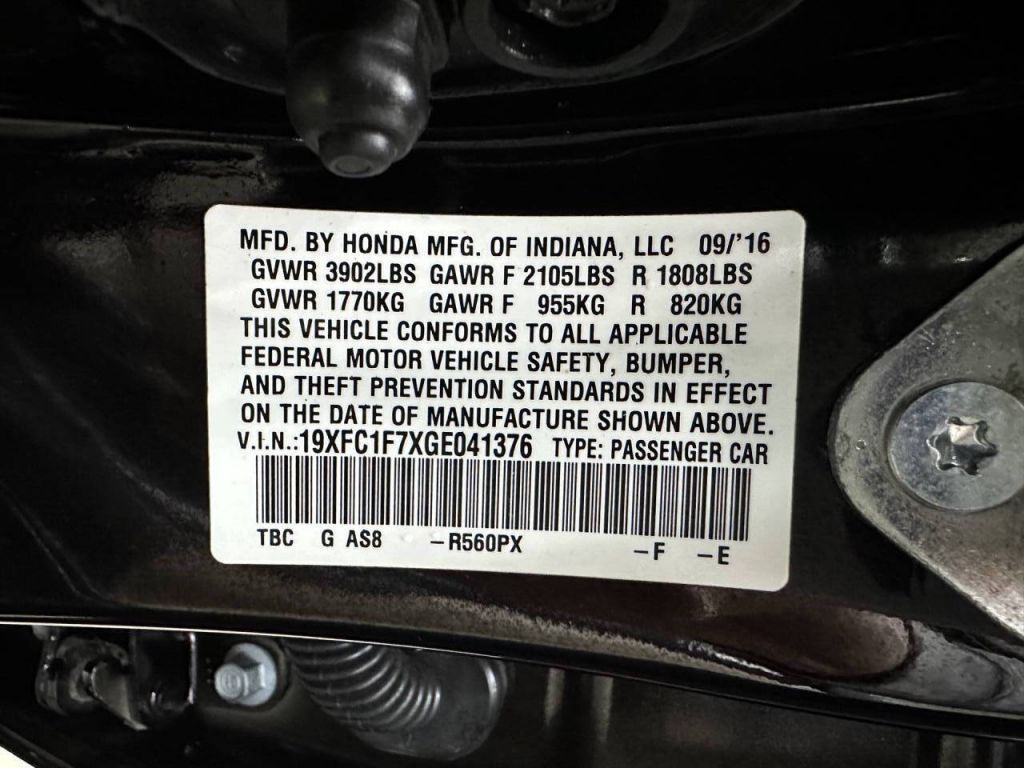 MFD. BY HONDA MFG. OF INDIANA, LLC 09/'16
GVWR 3902LBS GAWR F 2105LBS R 1808LBS
GVWR 1770KG GAWR F 955KG R 820KG
THIS VEHICLE CONFORMS TO ALL APPLICABLE
FEDERAL MOTOR VEHICLE SAFETY, BUMPER,
AND THEFT PREVENTION STANDARDS IN EFFECT
ON THE DATE OF MANUFACTURE SHOWN ABOVE.
V.I.N.:19XFC1F7XGE041376 TYPE: PASSENGER CAR
TBC G AS8 –R560PX –F –E